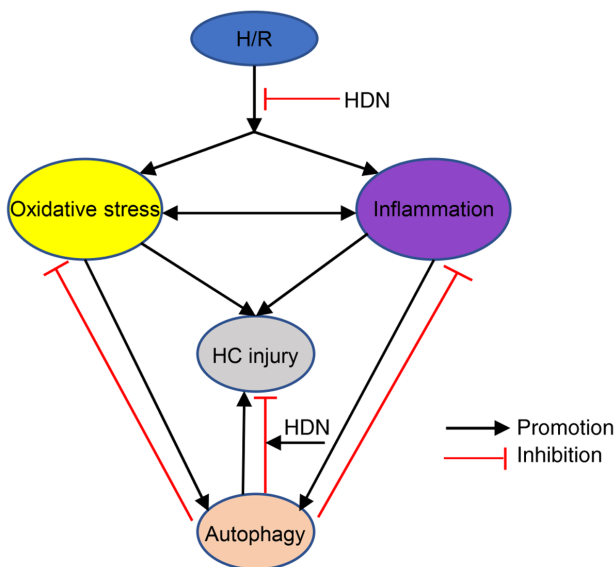 H/R
HDN
Oxidative stress
Inflammation
HC injury
HDN
Promotion
Inhibition
Autophagy